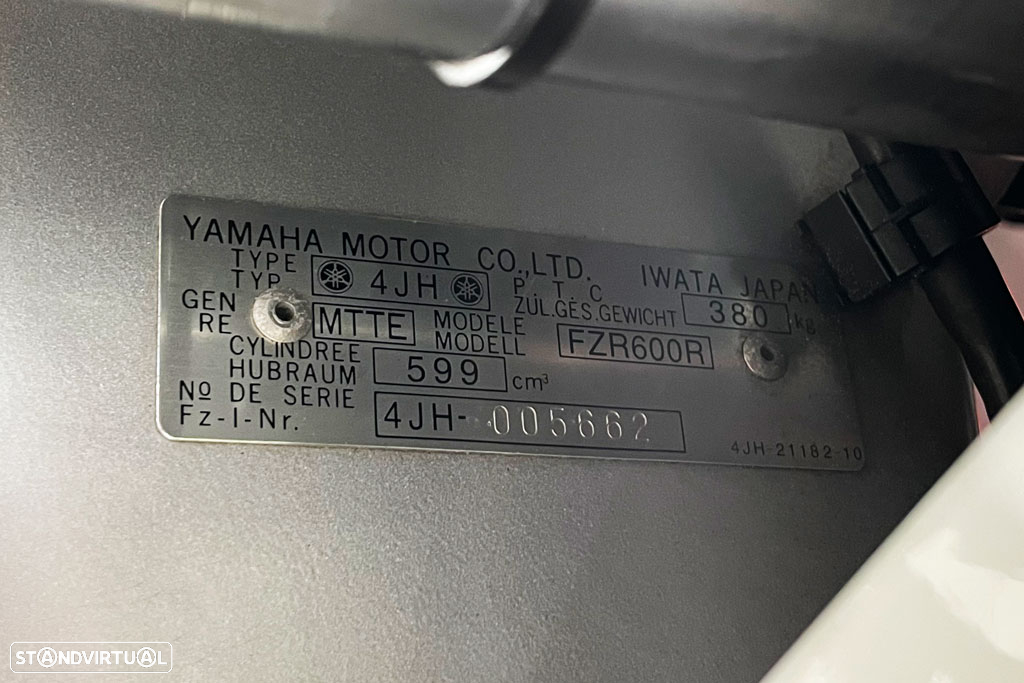 YAMAHA MOTOR CO.,LTD. IWATA JAPAN
TYPE
TYP 4JH P T C
ZUL.GES.GEWICHT 380 kg
GEN
RE MTTE MODELE
MODELL FZR600R
CYLINDREE
HUBRAUM 599 cm³
Nº DE SERIE
Fz-I-Nr. 4JH-005662
4JH-21182-10
STANDVIRTUAL